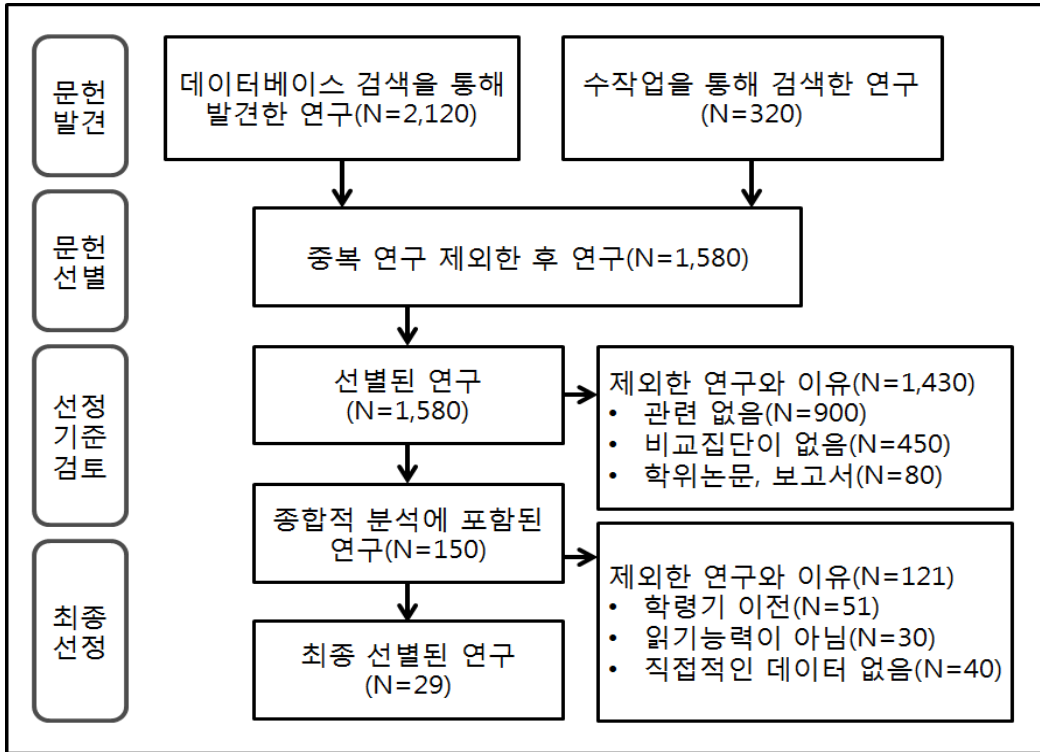 문헌
발견
데이터베이스 검색을 통해
발견한 연구(N=2,120)
수작업을 통해 검색한 연구
(N=320)
문헌
선별
중복 연구 제외한 후 연구(N=1,580)
선정
기준
검토
선별된 연구
(N=1,580)
제외한 연구와 이유(N=1,430)
• 관련 없음(N=900)
• 비교집단이 없음(N=450)
• 학위논문, 보고서(N=80)
종합적 분석에 포함된
연구(N=150)
최종
선정
제외한 연구와 이유(N=121)
• 학령기 이전(N=51)
• 읽기능력이 아님(N=30)
• 직접적인 데이터 없음(N=40)
최종 선별된 연구
(N=29)